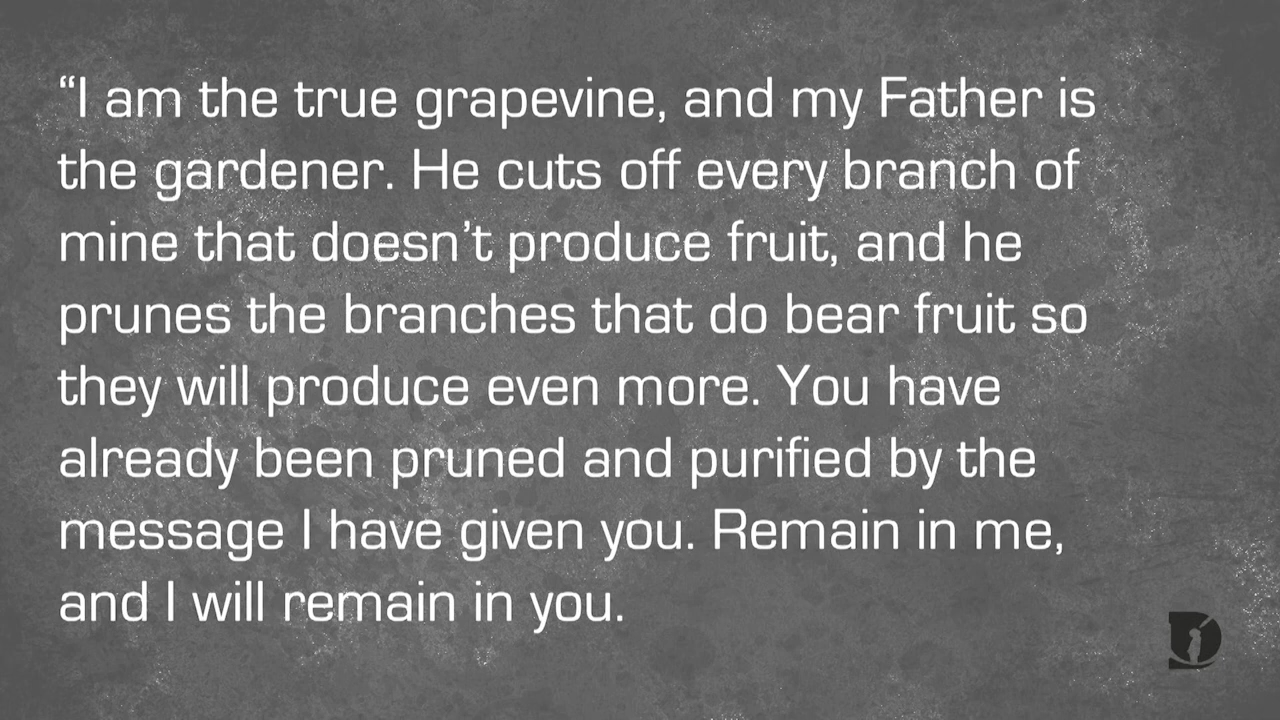 “I am the true grapevine, and my Father is
the gardener. He cuts off every branch of
mine that doesn’t produce fruit, and he
prunes the branches that do bear fruit so
they will produce even more. You have
already been pruned and purified by the
message I have given you. Remain in me,
and I will remain in you.
D